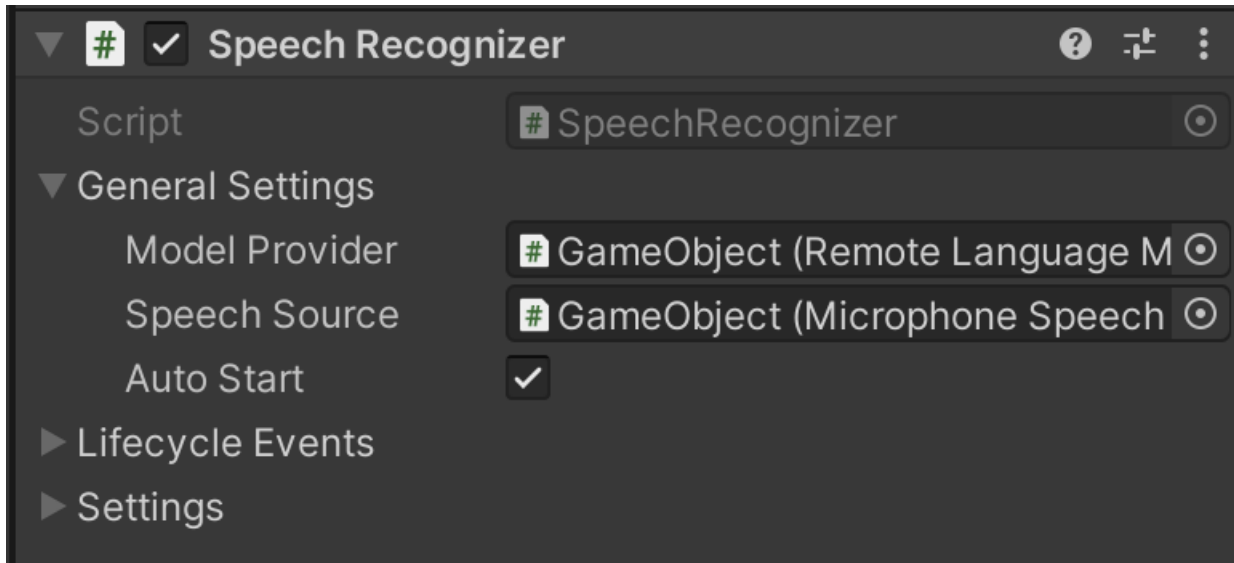 Speech Recognizer
Script # SpeechRecognizer
General Settings
Model Provider # GameObject (Remote Language M
Speech Source # GameObject (Microphone Speech
Auto Start
Lifecycle Events
Settings